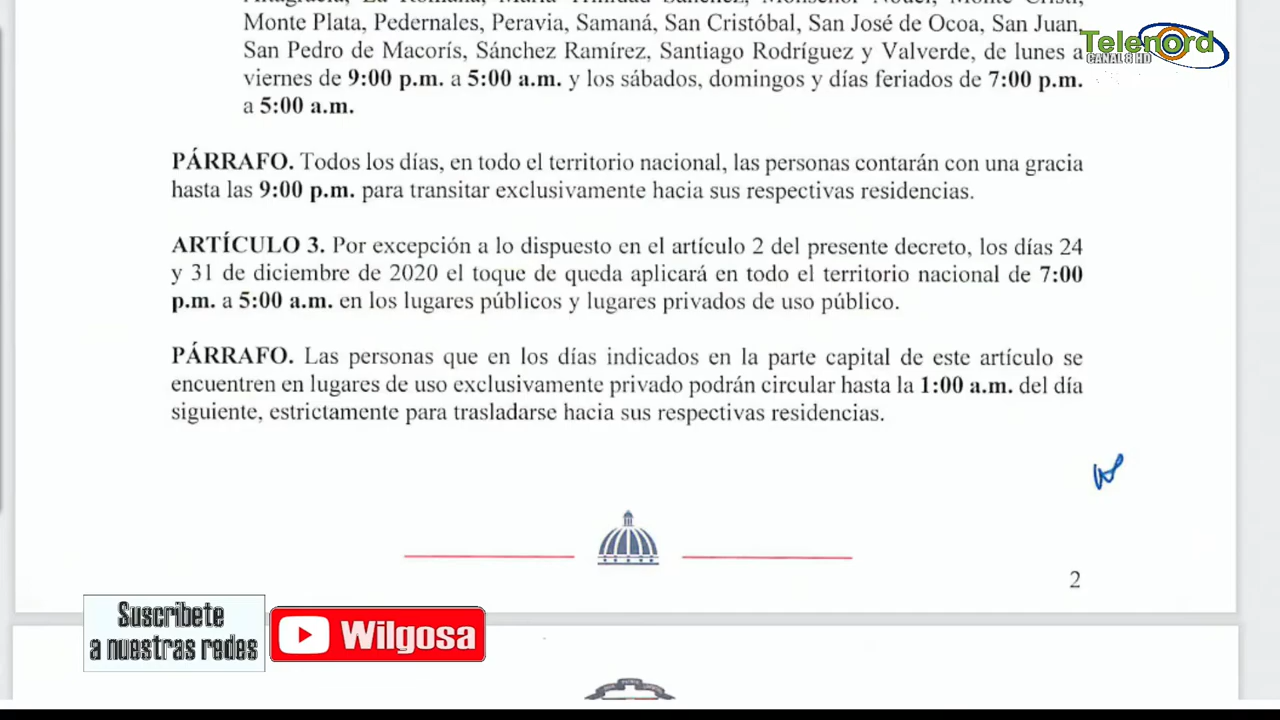 Monte Plata, Pedernales, Peravia, Samaná, San Cristóbal, San José de Ocoa, San Juan,
San Pedro de Macorís, Sánchez Ramírez, Santiago Rodríguez y Valverde, de lunes a
viernes de 9:00 p.m. a 5:00 a.m. y los sábados, domingos y días feriados de 7:00 p.m.
a 5:00 a.m.
PÁRRAFO. Todos los días, en todo el territorio nacional, las personas contarán con una gracia
hasta las 9:00 p.m. para transitar exclusivamente hacia sus respectivas residencias.
ARTÍCULO 3. Por excepción a lo dispuesto en el artículo 2 del presente decreto, los días 24
y 31 de diciembre de 2020 el toque de queda aplicará en todo el territorio nacional de 7:00
p.m. a 5:00 a.m. en los lugares públicos y lugares privados de uso público.
PÁRRAFO. Las personas que en los días indicados en la parte capital de este artículo se
encuentren en lugares de uso exclusivamente privado podrán circular hasta la 1:00 a.m. del día
siguiente, estrictamente para trasladarse hacia sus respectivas residencias.
2
Telenord
CANAL 8 HD
Suscribete
a nuestras redes
Wilgosa